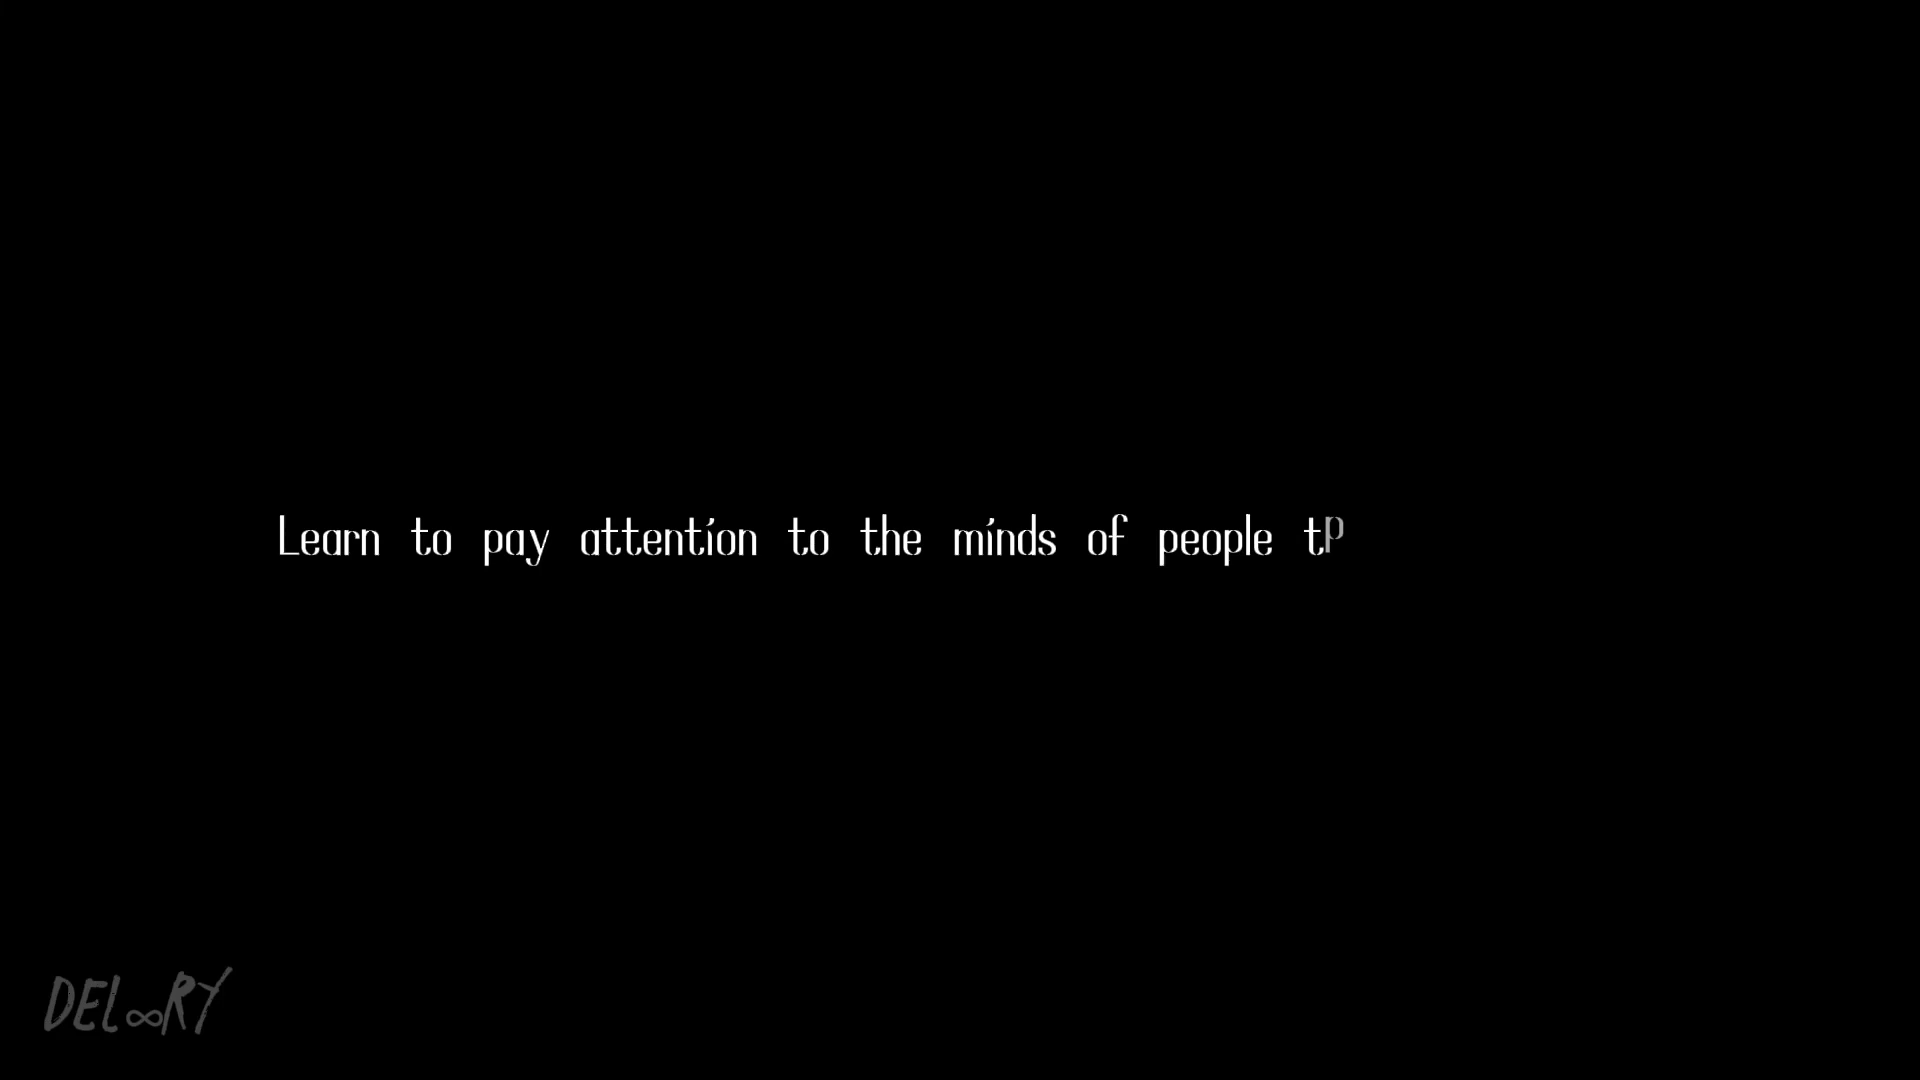 Learn to pay attention to the minds of people t
DEL∞RY